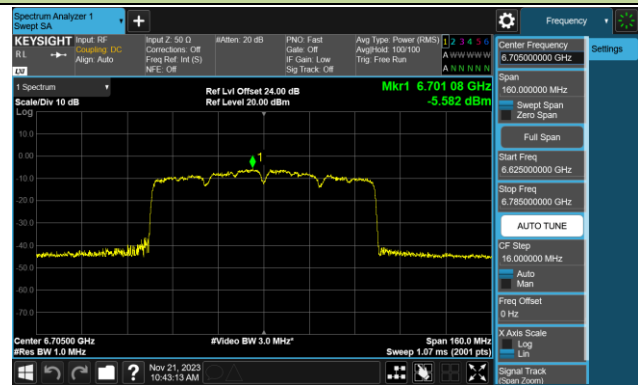 Spectrum Analyzer 1
Swept SA
Frequency
KEYSIGHT
RL
LXI
Input: RF
Coupling: DC
Align: Auto
Input Z: 50 Ω
Corrections: Off
Freq Ref: Int (S)
NFE: Off
#Atten: 20 dB
PNO: Fast
Gate: Off
IF Gain: Low
Sig Track: Off
Avg Type: Power (RMS)
Avg|Hold: 100/100
Trig: Free Run
1 2 3 4 5 6
A W W W W W
A N N N N N
1 Spectrum
Scale/Div 10 dB
Log
Ref Lvl Offset 24.00 dB
Ref Level 20.00 dBm
Mkr1 6.701 08 GHz
-5.582 dBm
10.0
0.00
-10.0
-20.0
-30.0
-40.0
-50.0
-60.0
-70.0
1
Center 6.70500 GHz
#Res BW 1.0 MHz
#Video BW 3.0 MHz*
Span 160.0 MHz
Sweep 1.07 ms (2001 pts)
Nov 21, 2023
10:43:13 AM
Center Frequency
6.705000000 GHz
Settings
Span
160.000000 MHz
Swept Span
Zero Span
Full Span
Start Freq
6.625000000 GHz
Stop Freq
6.785000000 GHz
AUTO TUNE
CF Step
16.000000 MHz
Auto
Man
Freq Offset
0 Hz
X Axis Scale
Log
Lin
Signal Track
(Span Zoom)